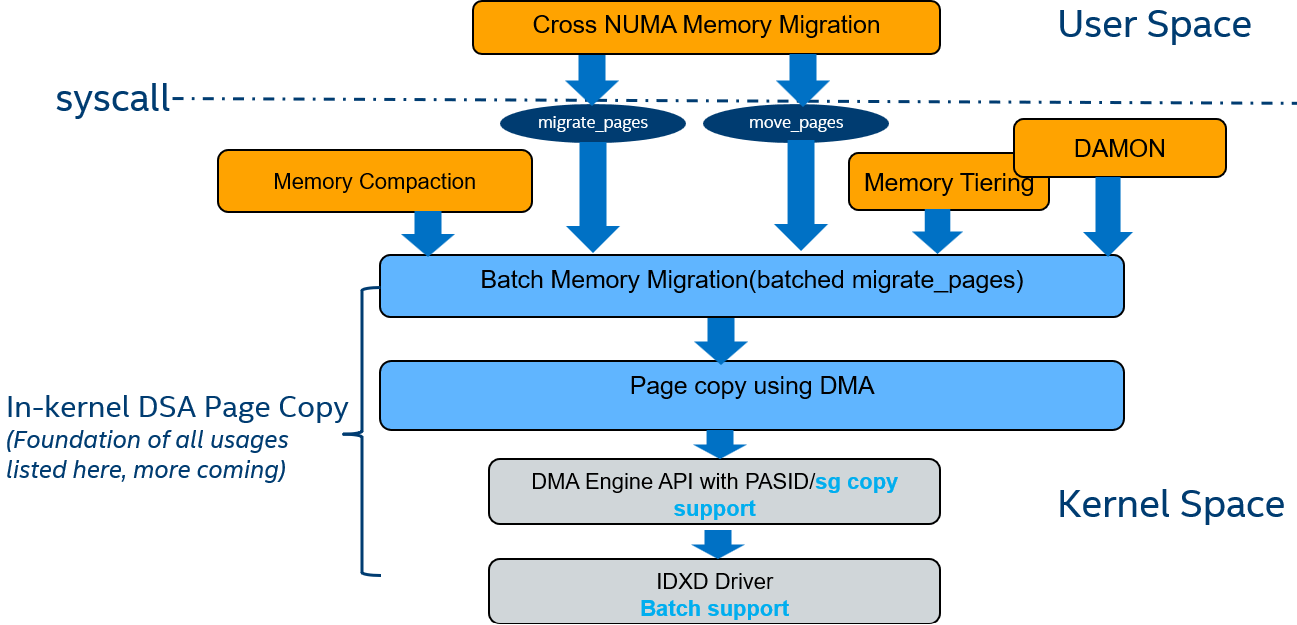 Cross NUMA Memory Migration
User Space
syscall
migrate_pages
move_pages
DAMON
Memory Compaction
Memory Tiering
Batch Memory Migration(batched migrate_pages)
Page copy using DMA
In-kernel DSA Page Copy
(Foundation of all usages
listed here, more coming)
DMA Engine API with PASID/sg copy
support
Kernel Space
IDXD Driver
Batch support